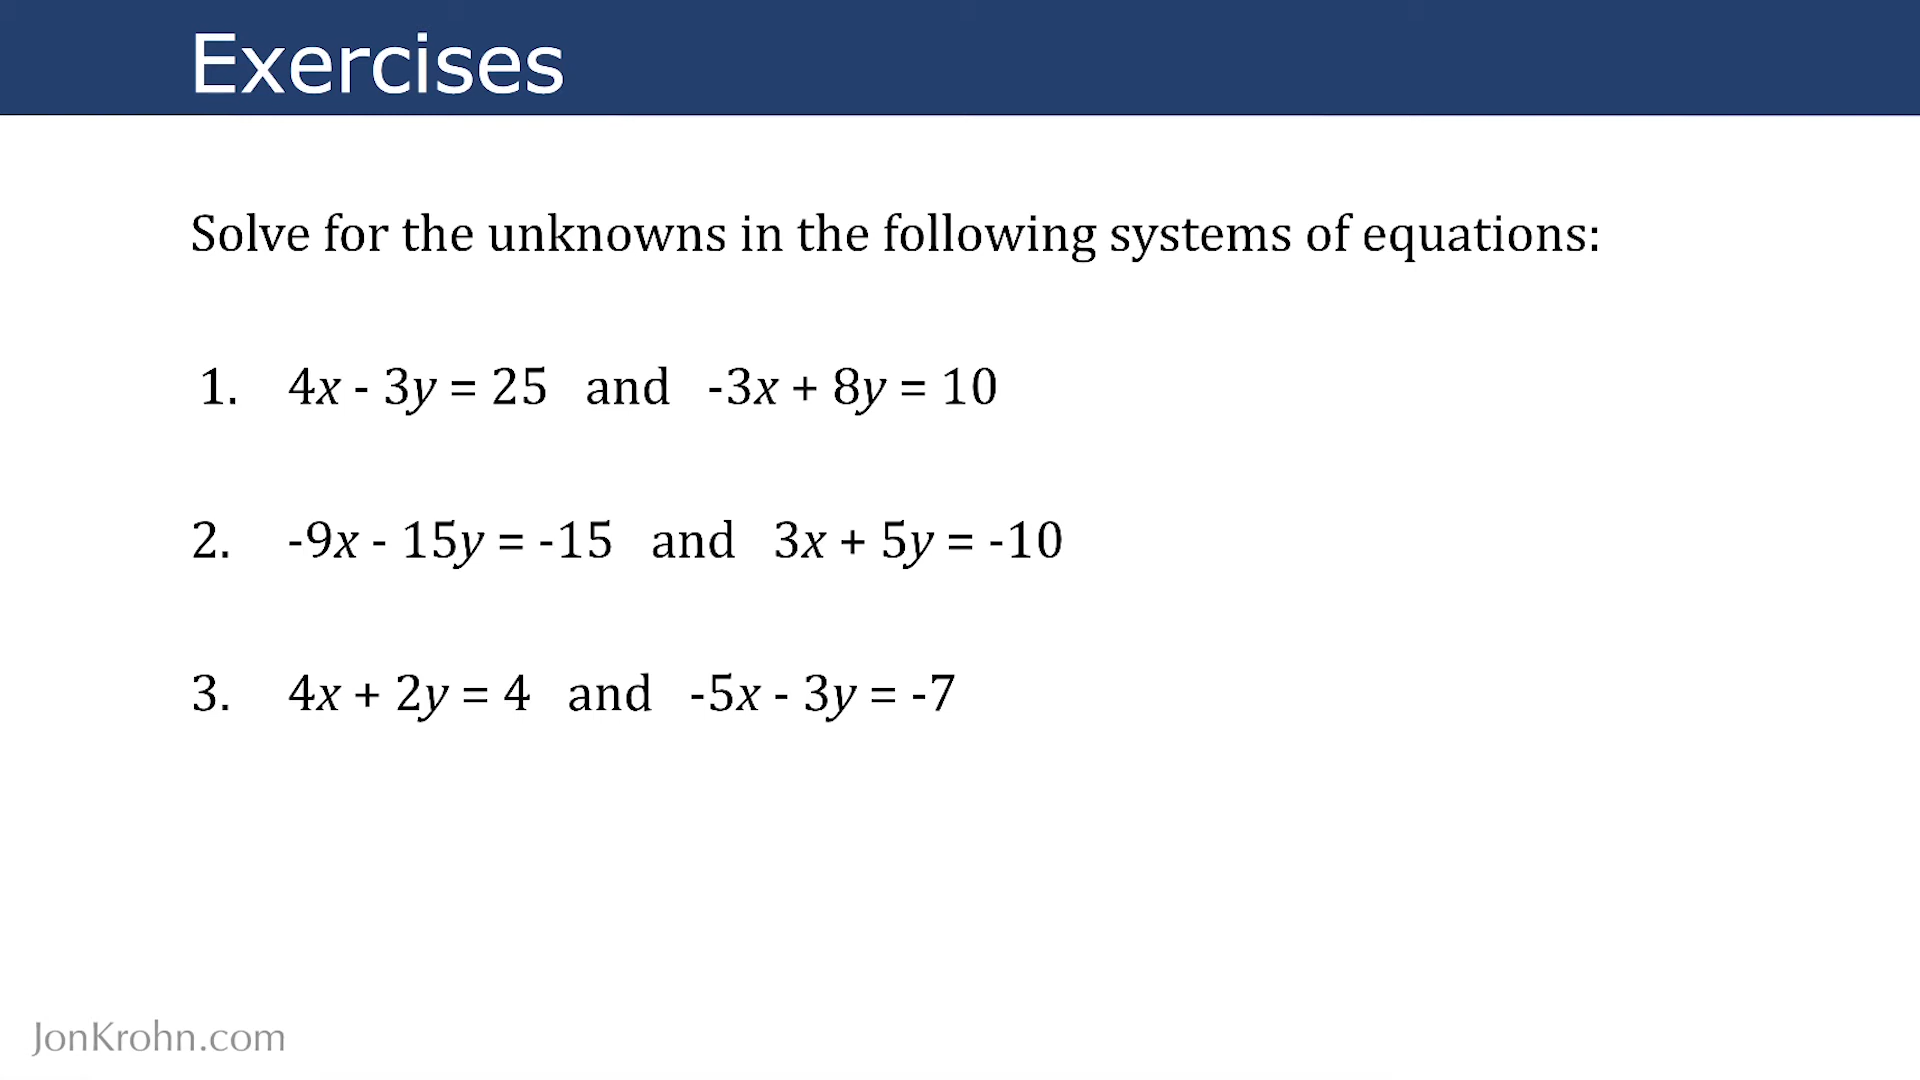 Exercises
Solve for the unknowns in the following systems of equations:
1. 4x - 3y = 25 and -3x + 8y = 10
2. -9x - 15y = -15 and 3x + 5y = -10
3. 4x + 2y = 4 and -5x - 3y = -7
JonKrohn.com